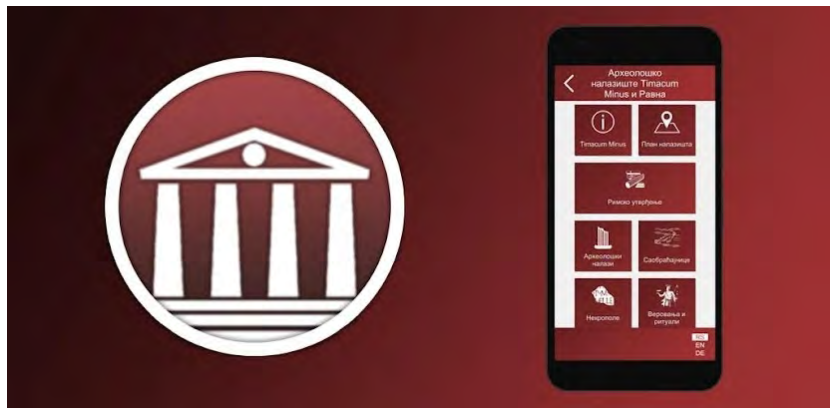 Археолошко
налазиште Timacum
Minus и Равна
Timacum Minus
План налазишта
Римско утврђење
Археолошки
налази
Саобраћајнице
Некрополе
Веровања и
ритуали
RS
EN
DE